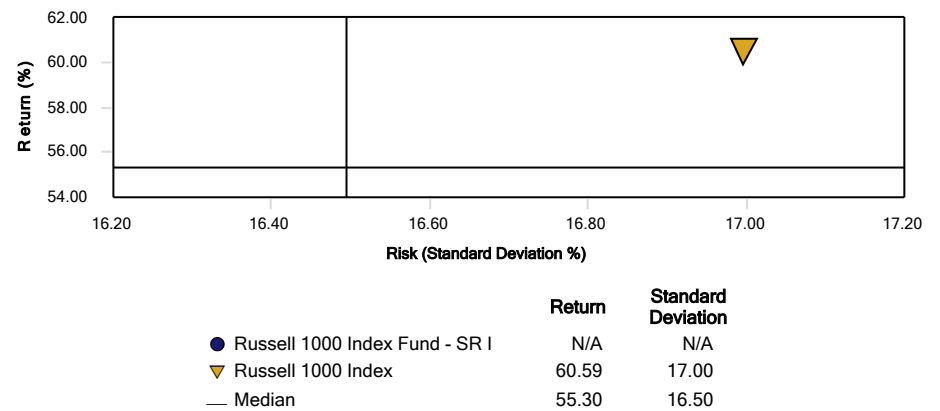 62.00
60.00
58.00
56.00
54.00
Return (%)
16.20 16.40 16.60 16.80 17.00 17.20
Risk (Standard Deviation %)
Return Standard Deviation
Russell 1000 Index Fund - SR I N/A N/A
Russell 1000 Index 60.59 17.00
Median 55.30 16.50